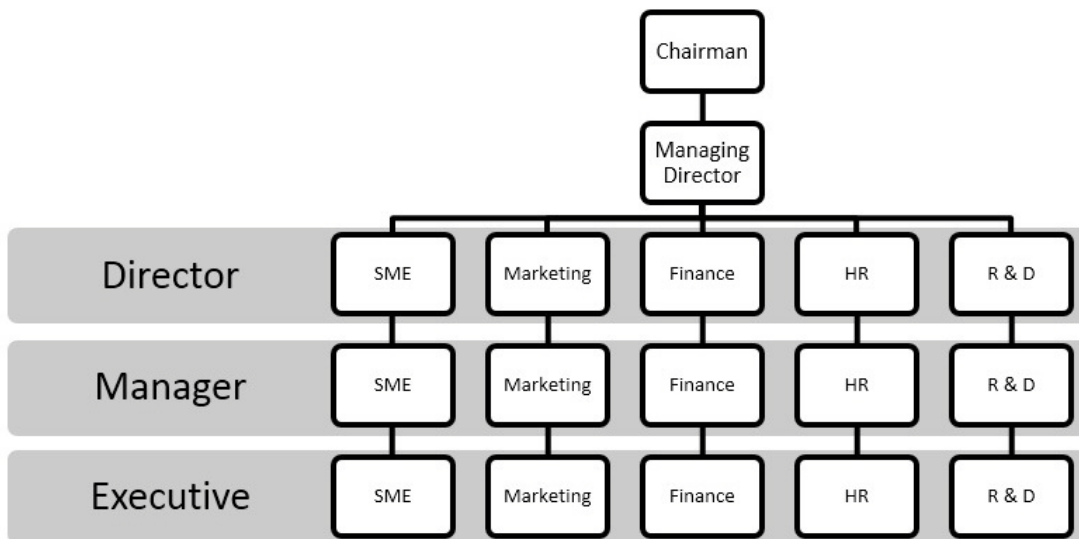 Chairman
Managing
Director
Director
SME
Marketing
Finance
HR
R & D
Manager
SME
Marketing
Finance
HR
R & D
Executive
SME
Marketing
Finance
HR
R & D